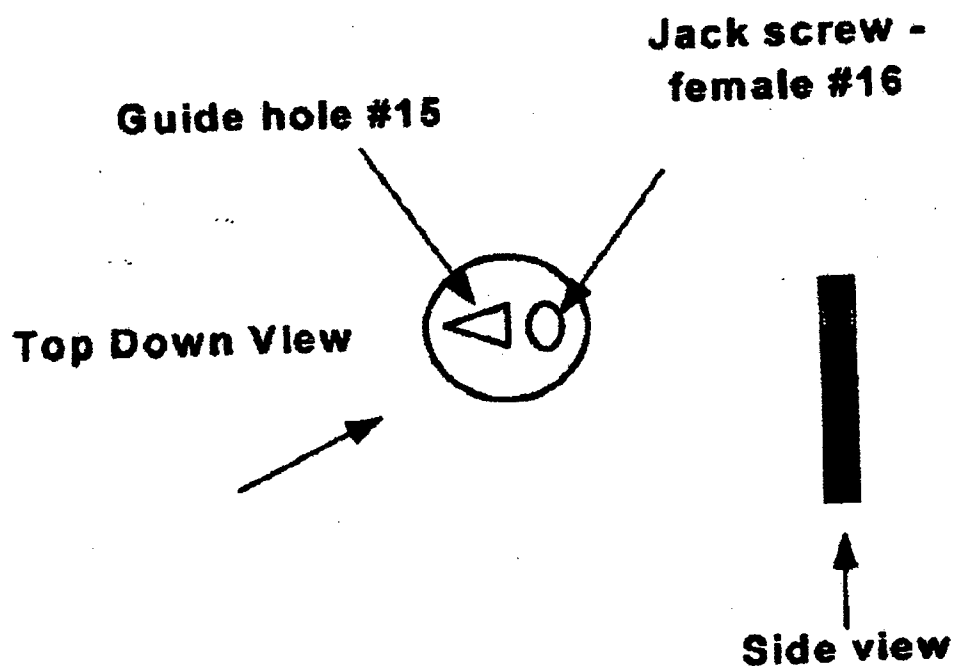 Jack screw -
female #16
Guide hole #15
Top Down View
Side view